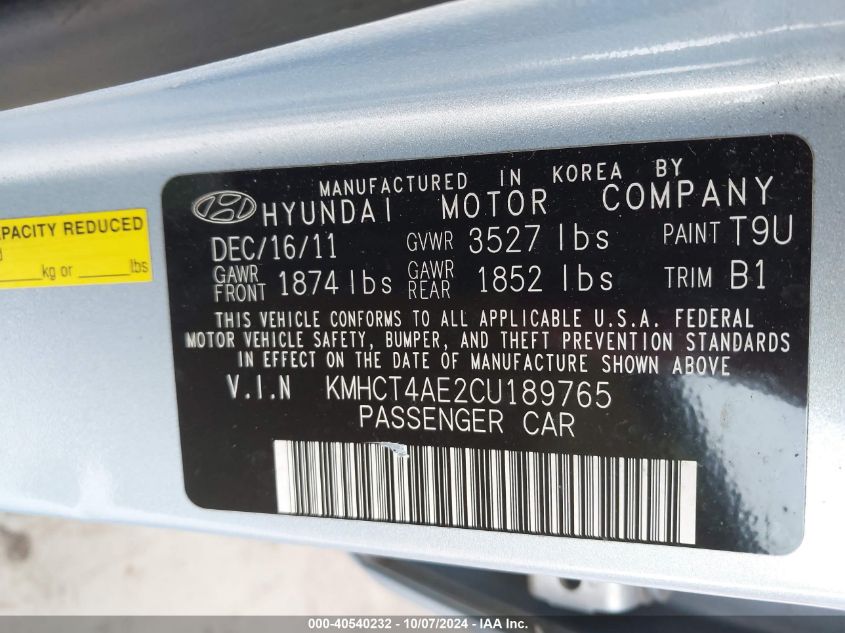 APACITY REDUCED
kg or ____ lbs
MANUFACTURED IN KOREA BY
HYUNDAI MOTOR COMPANY
DEC/16/11 GVWR 3527 lbs PAINT T9U
GAWR FRONT 1874 lbs GAWR REAR 1852 lbs TRIM B1
THIS VEHICLE CONFORMS TO ALL APPLICABLE U.S.A. FEDERAL
MOTOR VEHICLE SAFETY, BUMPER, AND THEFT PREVENTION STANDARDS
IN EFFECT ON THE DATE OF MANUFACTURE SHOWN ABOVE
V.I.N KMHCT4AE2CU189765
PASSENGER CAR
000-40540232 - 10/07/2024 - IAA Inc.